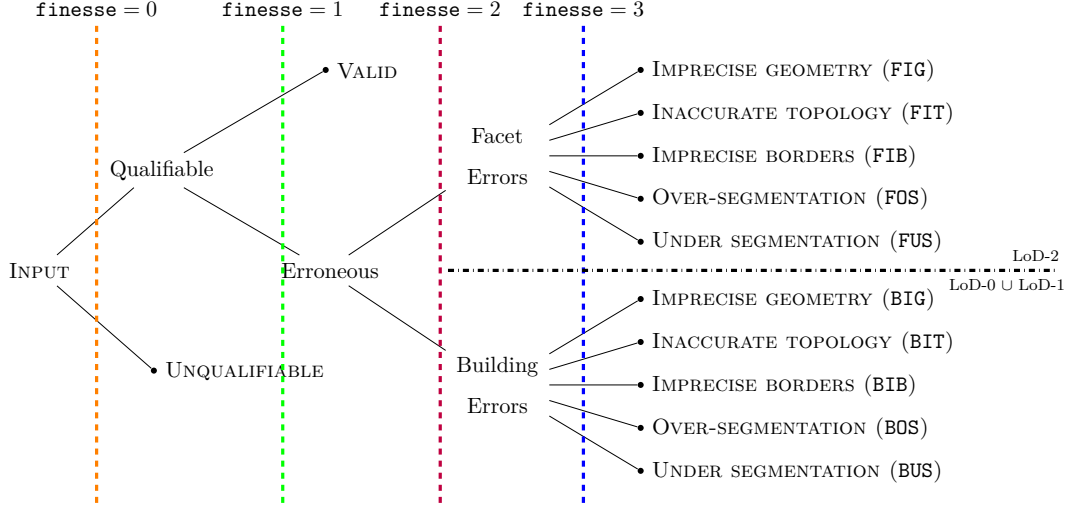 finesse = 0
finesse = 1
finesse = 2
finesse = 3
INPUT
Qualifiable
UNQUALIFIABLE
VALID
Erroneous
Facet
Errors
IMPRECISE GEOMETRY (FIG)
INACCURATE TOPOLOGY (FIT)
IMPRECISE BORDERS (FIB)
OVER-SEGMENTATION (FOS)
UNDER SEGMENTATION (FUS)
LoD-2
LoD-0 ∪ LoD-1
Building
Errors
IMPRECISE GEOMETRY (BIG)
INACCURATE TOPOLOGY (BIT)
IMPRECISE BORDERS (BIB)
OVER-SEGMENTATION (BOS)
UNDER SEGMENTATION (BUS)